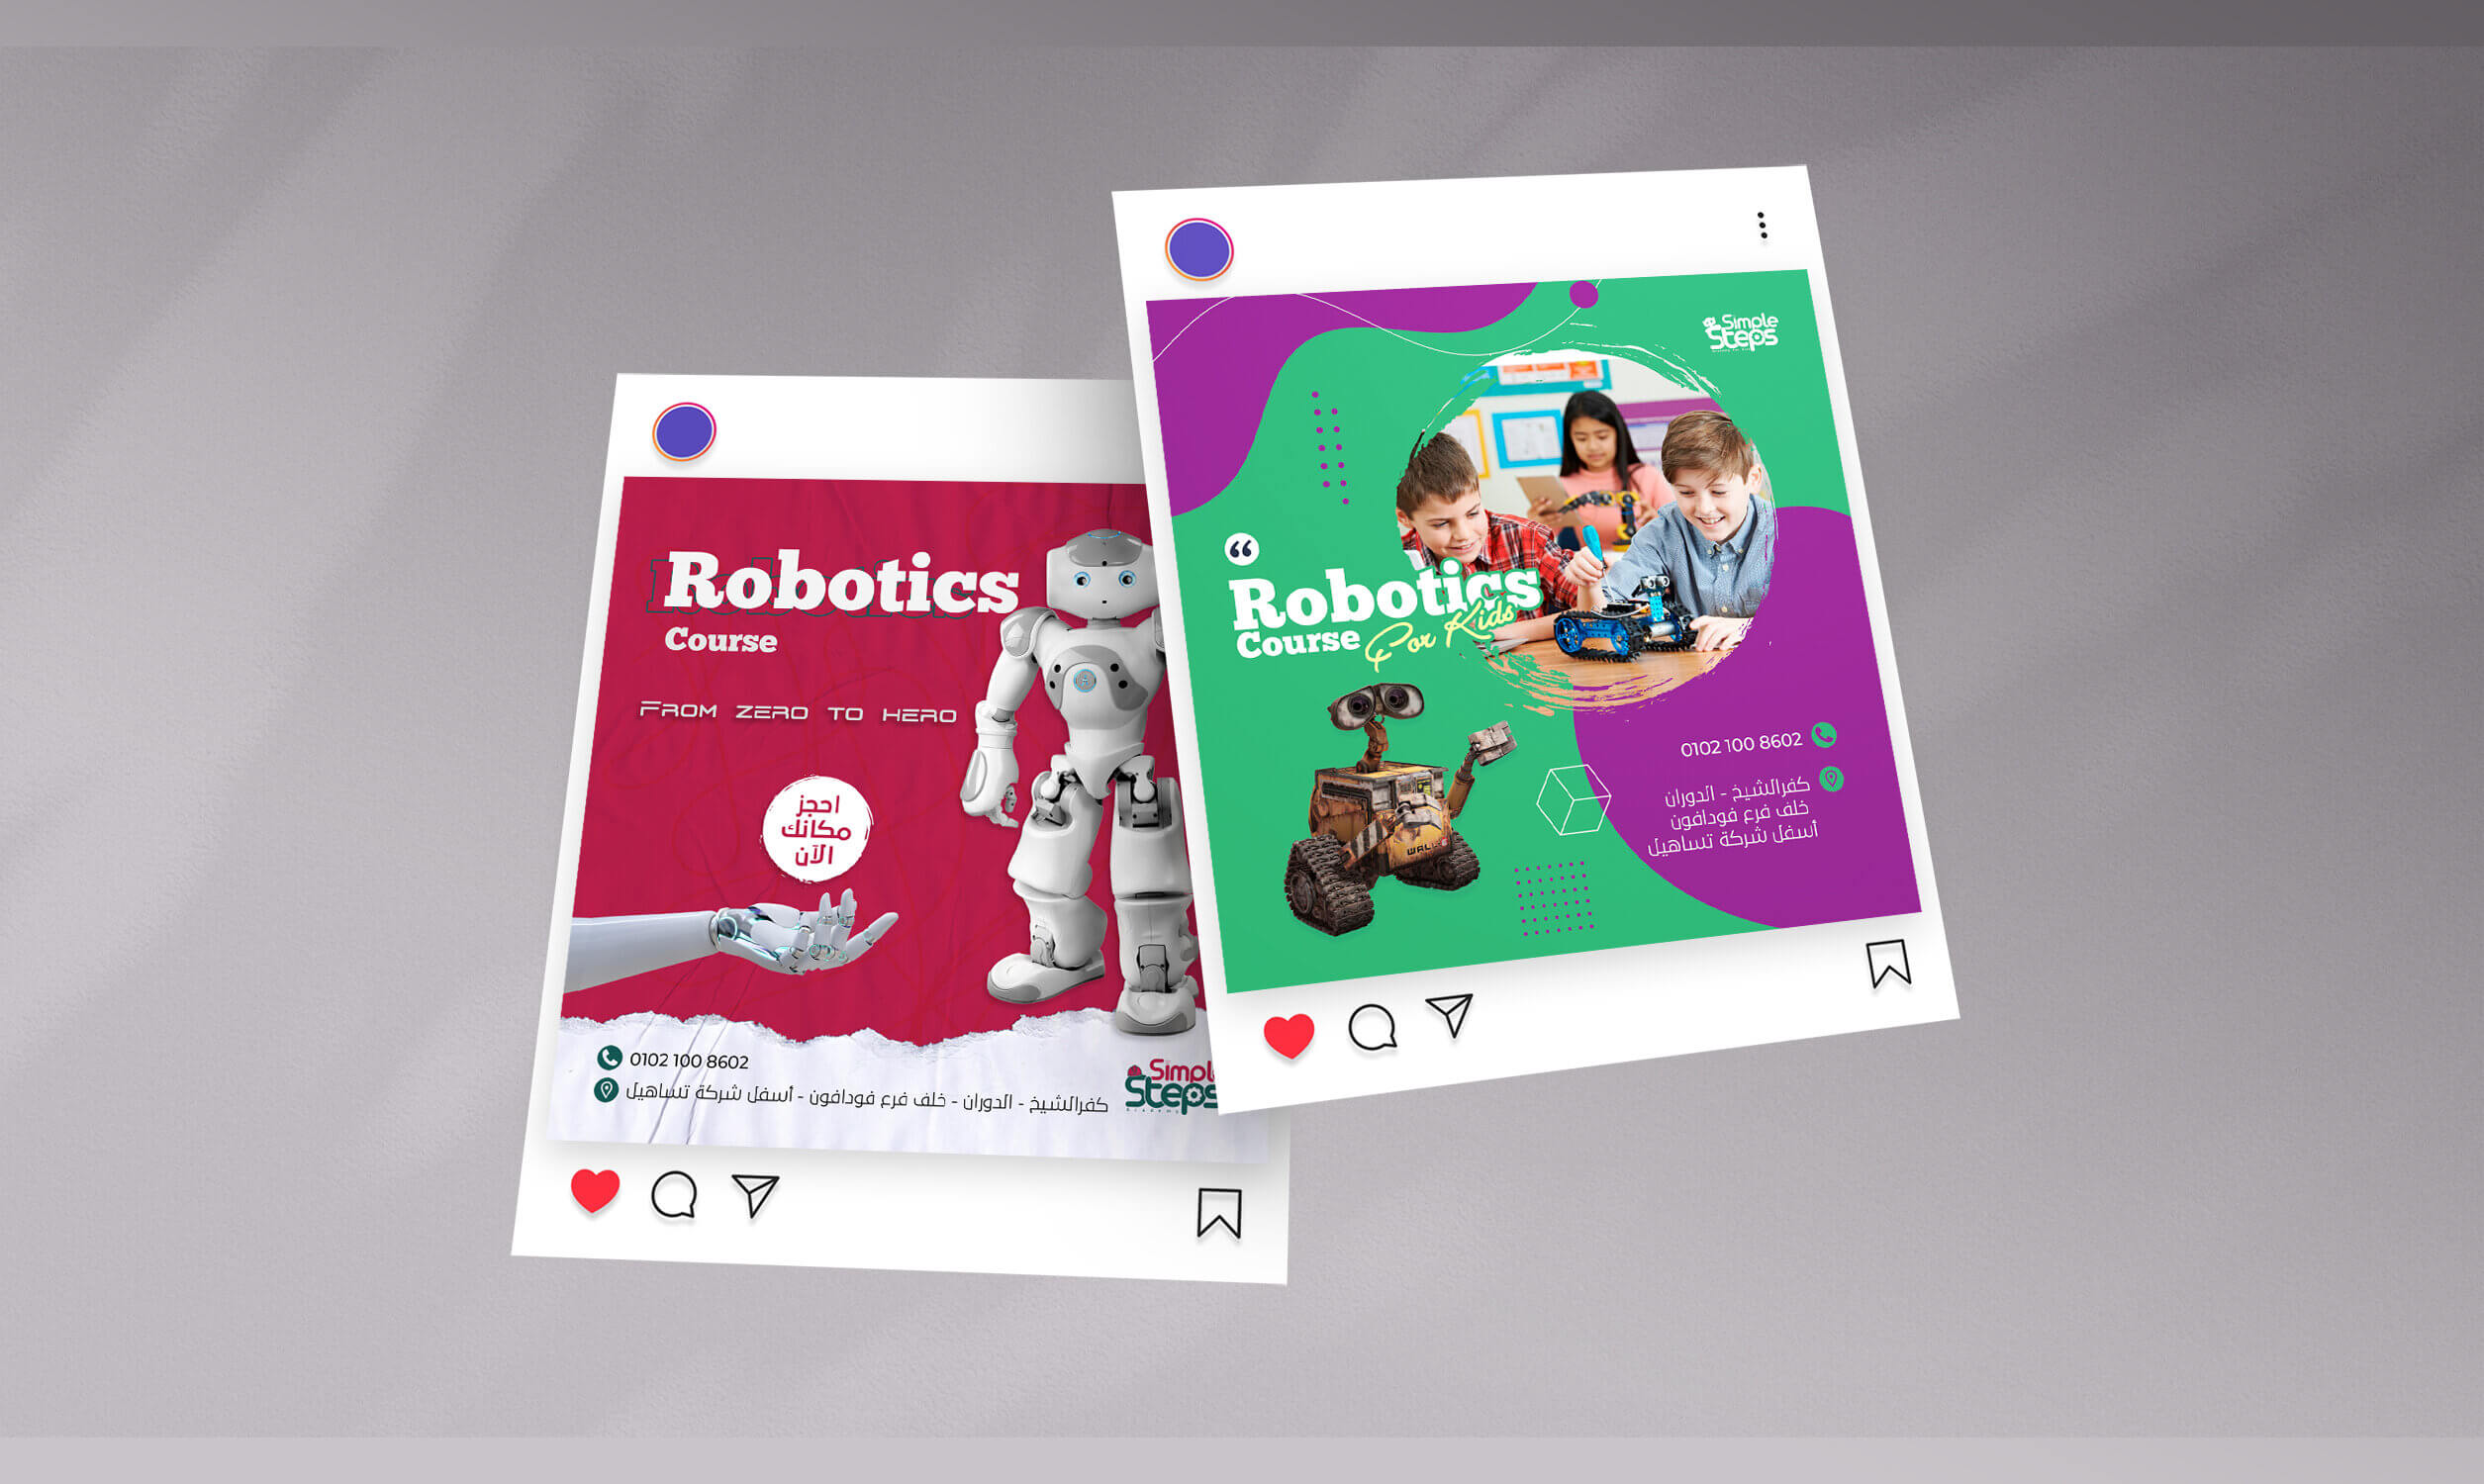 Robotics
Course
FROM ZERO TO HERO
احجز
مكانك
الآن
0102 100 8602
كفرالشيخ - الدوران - خلف فرع فودافون - أسفل شركة تساهيل
Simple
Steps
Simple
Steps
“
Robotics
Course For Kids
WALL-E
0102 100 8602
كفرالشيخ - الدوران
خلف فرع فودافون
أسفل شركة تساهيل